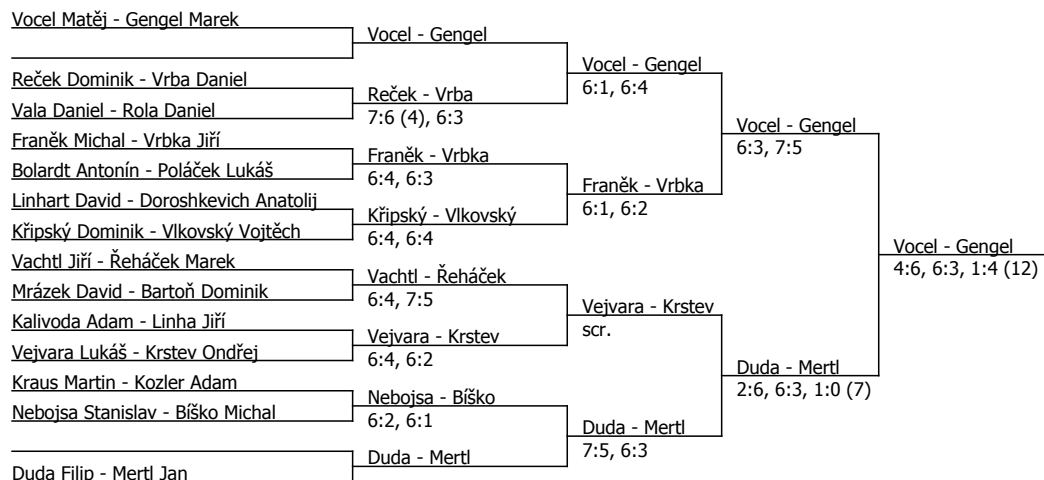 Vocel Matěj - Gengel Marek
Vocel - Gengel
Vocel - Gengel
6:1, 6:4
Reček Dominik - Vrba Daniel
Reček - Vrba
7:6 (4), 6:3
Vala Daniel - Rola Daniel
Vocel - Gengel
6:3, 7:5
Franěk Michal - Vrbka Jiří
Franěk - Vrbka
6:4, 6:3
Bolardt Antonín - Poláček Lukáš
Franěk - Vrbka
6:1, 6:2
Linhart David - Doroshkevich Anatolij
Křipský - Vlkovský
6:4, 6:4
Křipský Dominik - Vlkovský Vojtěch
Vocel - Gengel
4:6, 6:3, 1:4 (12)
Vachtl Jiří - Řeháček Marek
Vachtl - Řeháček
6:4, 7:5
Mrázek David - Bartoň Dominik
Vejvara - Krstev
scr.
Kalivoda Adam - Linha Jiří
Vejvara - Krstev
6:4, 6:2
Vejvara Lukáš - Krstev Ondřej
Duda - Mertl
2:6, 6:3, 1:0 (7)
Kraus Martin - Kozler Adam
Nebojsa - Bíško
6:2, 6:1
Nebojsa Stanislav - Bíško Michal
Duda - Mertl
7:5, 6:3
Duda - Mertl
Duda Filip - Mertl Jan